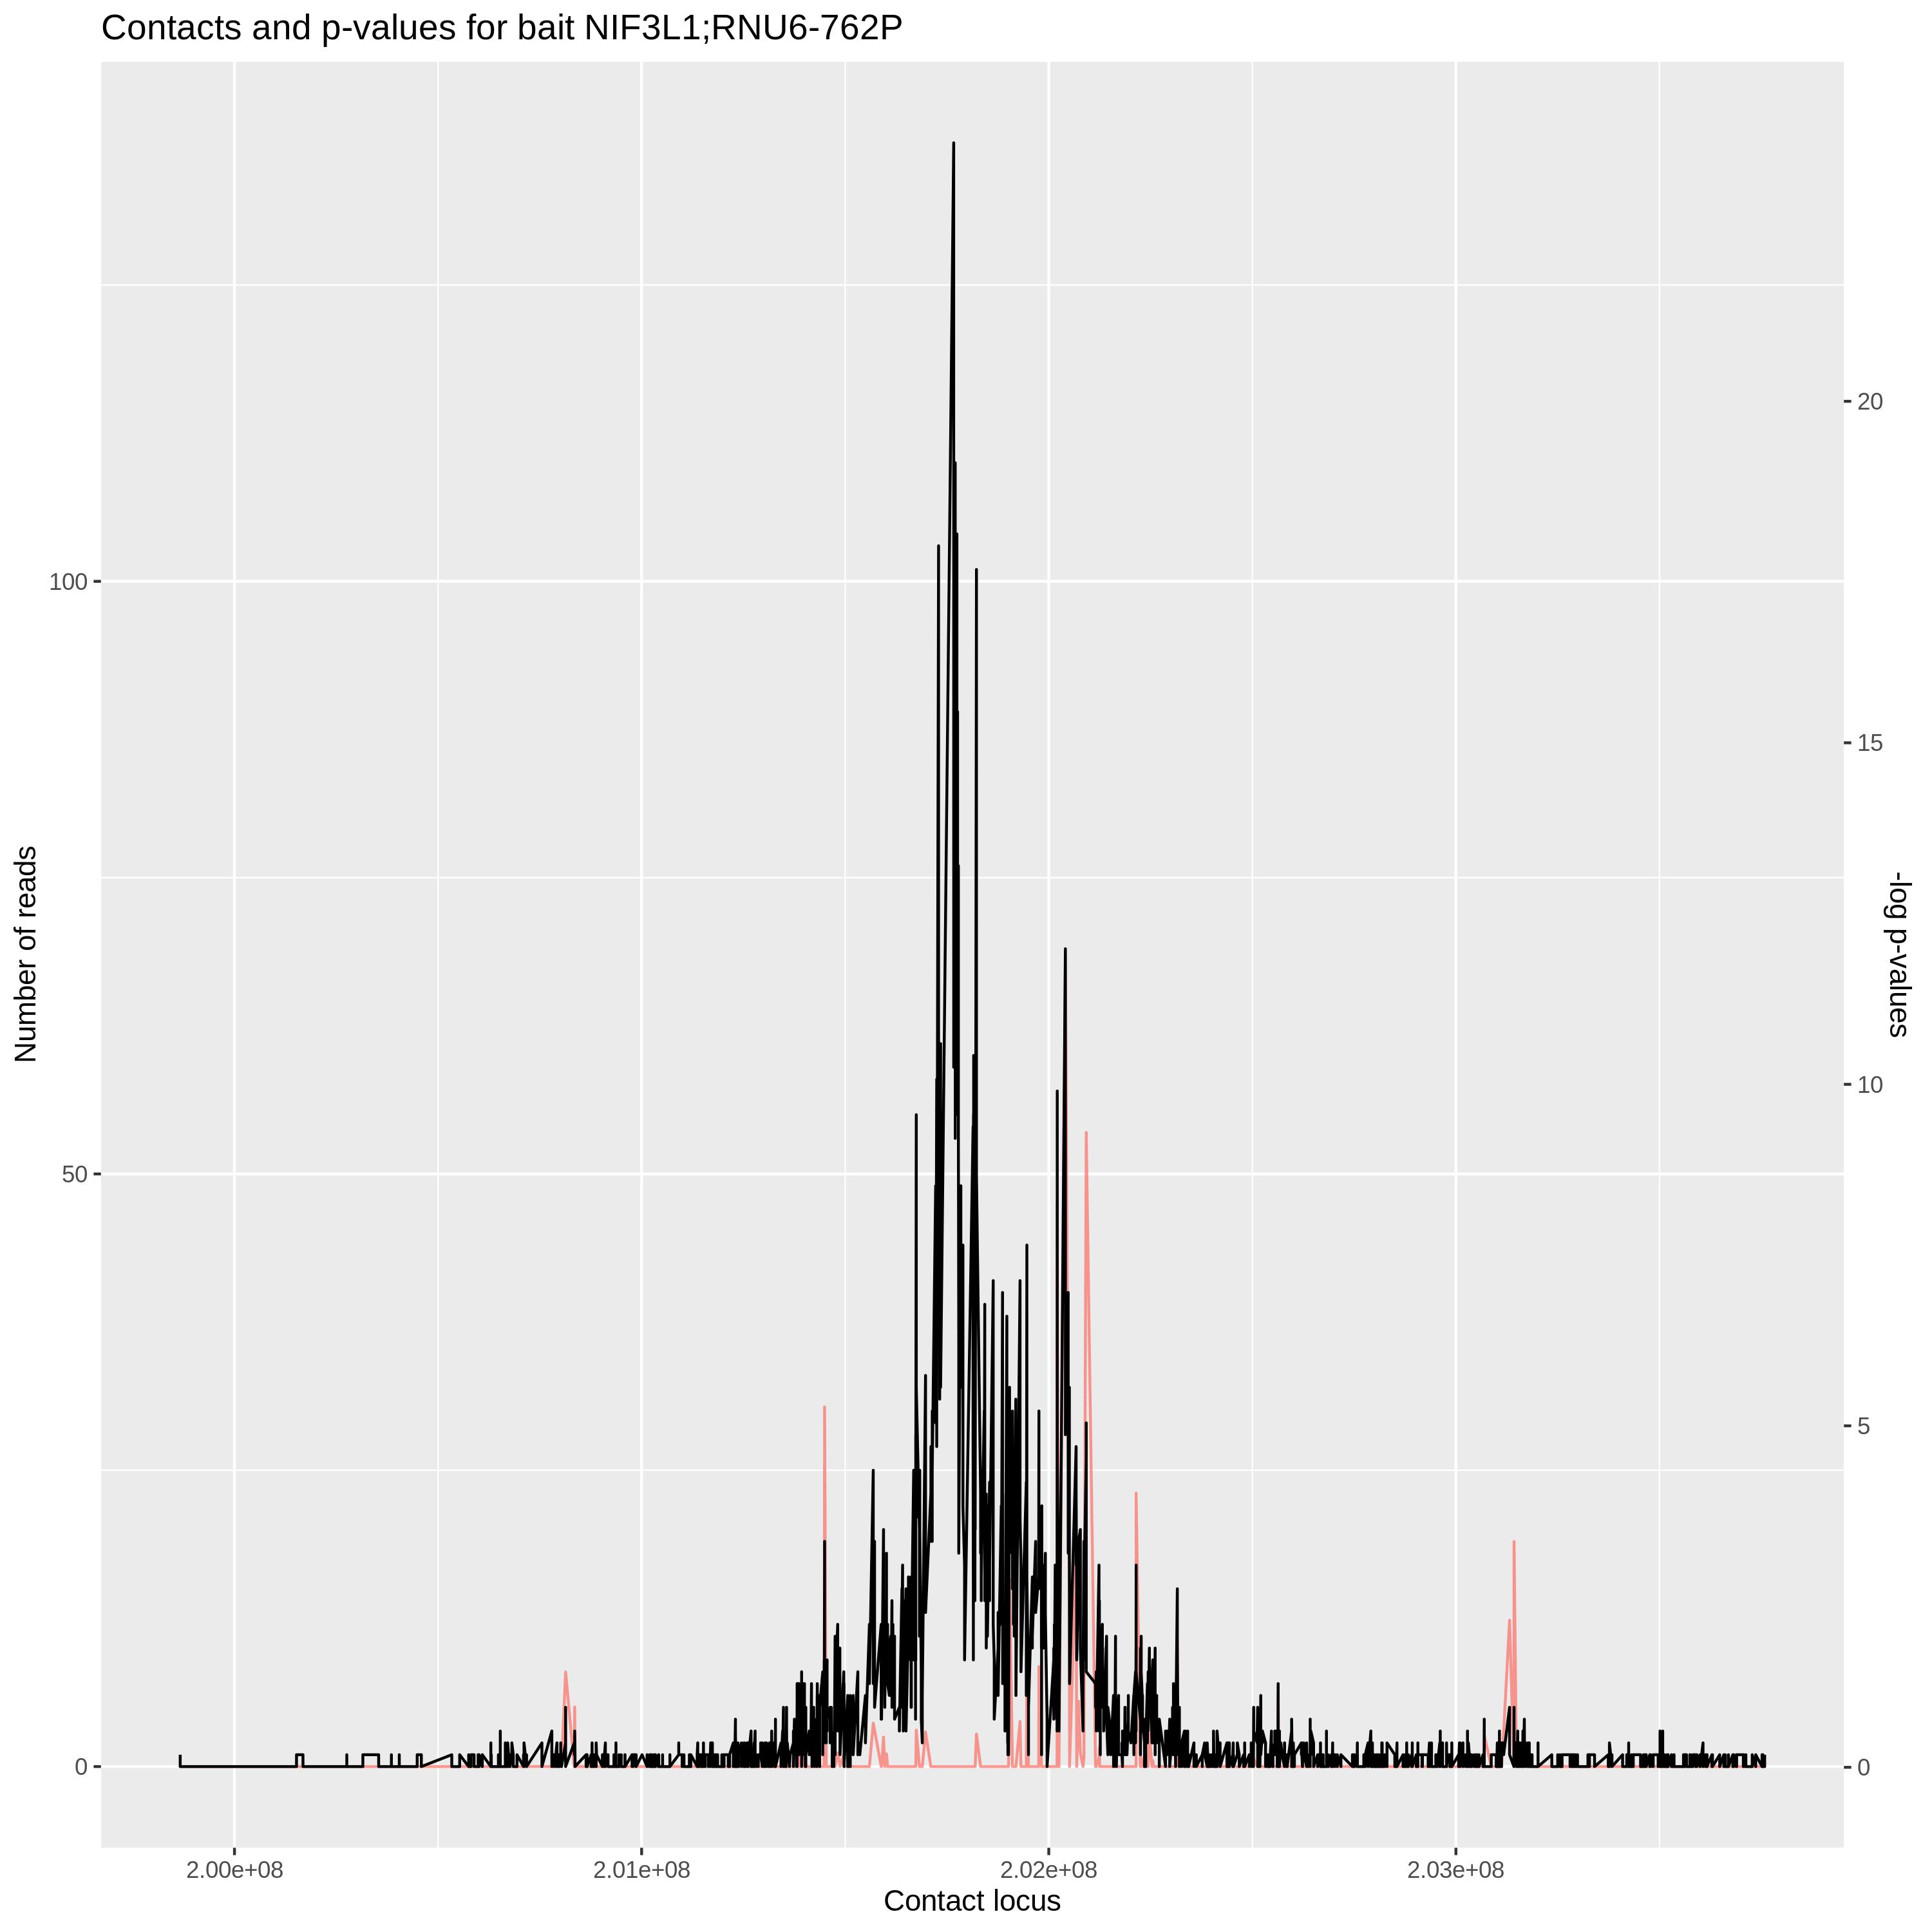 Contacts and p-values for bait NIF3L1;RNU6-762P
Number of reads
100
50
0
20
15
10
5
0
-log p-values
2.00e+08
2.01e+08
2.02e+08
2.03e+08
Contact locus